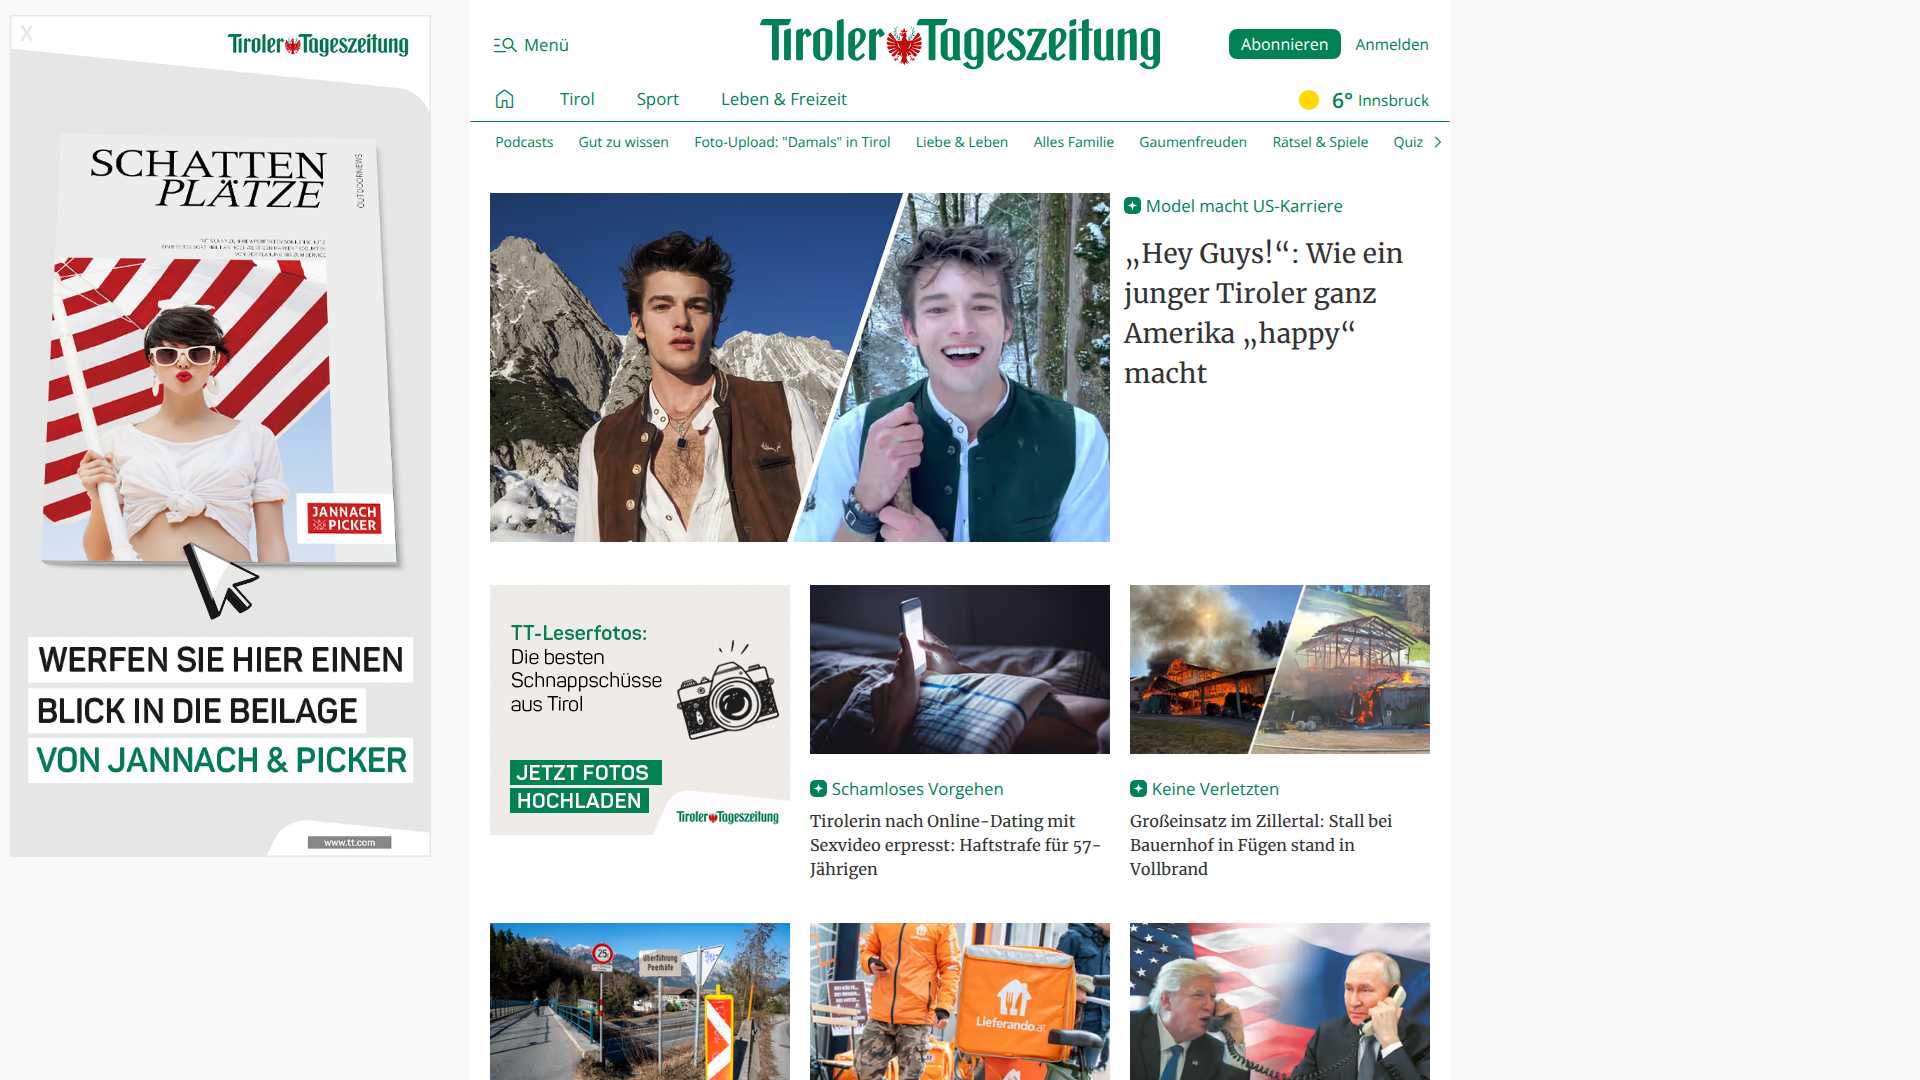 X
Tiroler Tageszeitung
SCHATTEN
PLÄTZE
OUTDOORNEWS
JANNACH
& PICKER
WERFEN SIE HIER EINEN
BLICK IN DIE BEILAGE
VON JANNACH & PICKER
www.tt.com
Menü
Tiroler Tageszeitung
Abonnieren
Anmelden
Tirol
Sport
Leben & Freizeit
6° Innsbruck
Podcasts
Gut zu wissen
Foto-Upload: "Damals" in Tirol
Liebe & Leben
Alles Familie
Gaumenfreuden
Rätsel & Spiele
Quiz
Model macht US-Karriere
„Hey Guys!“: Wie ein
junger Tiroler ganz
Amerika „happy“
macht
TT-Leserfotos:
Die besten
Schnappschüsse
aus Tirol
JETZT FOTOS
HOCHLADEN
Tiroler Tageszeitung
Schamloses Vorgehen
Tirolerin nach Online-Dating mit
Sexvideo erpresst: Haftstrafe für 57-
Jährigen
Keine Verletzten
Großeinsatz im Zillertal: Stall bei
Bauernhof in Fügen stand in
Vollbrand
25
Überführung
Peerhöfe
Lieferando.at